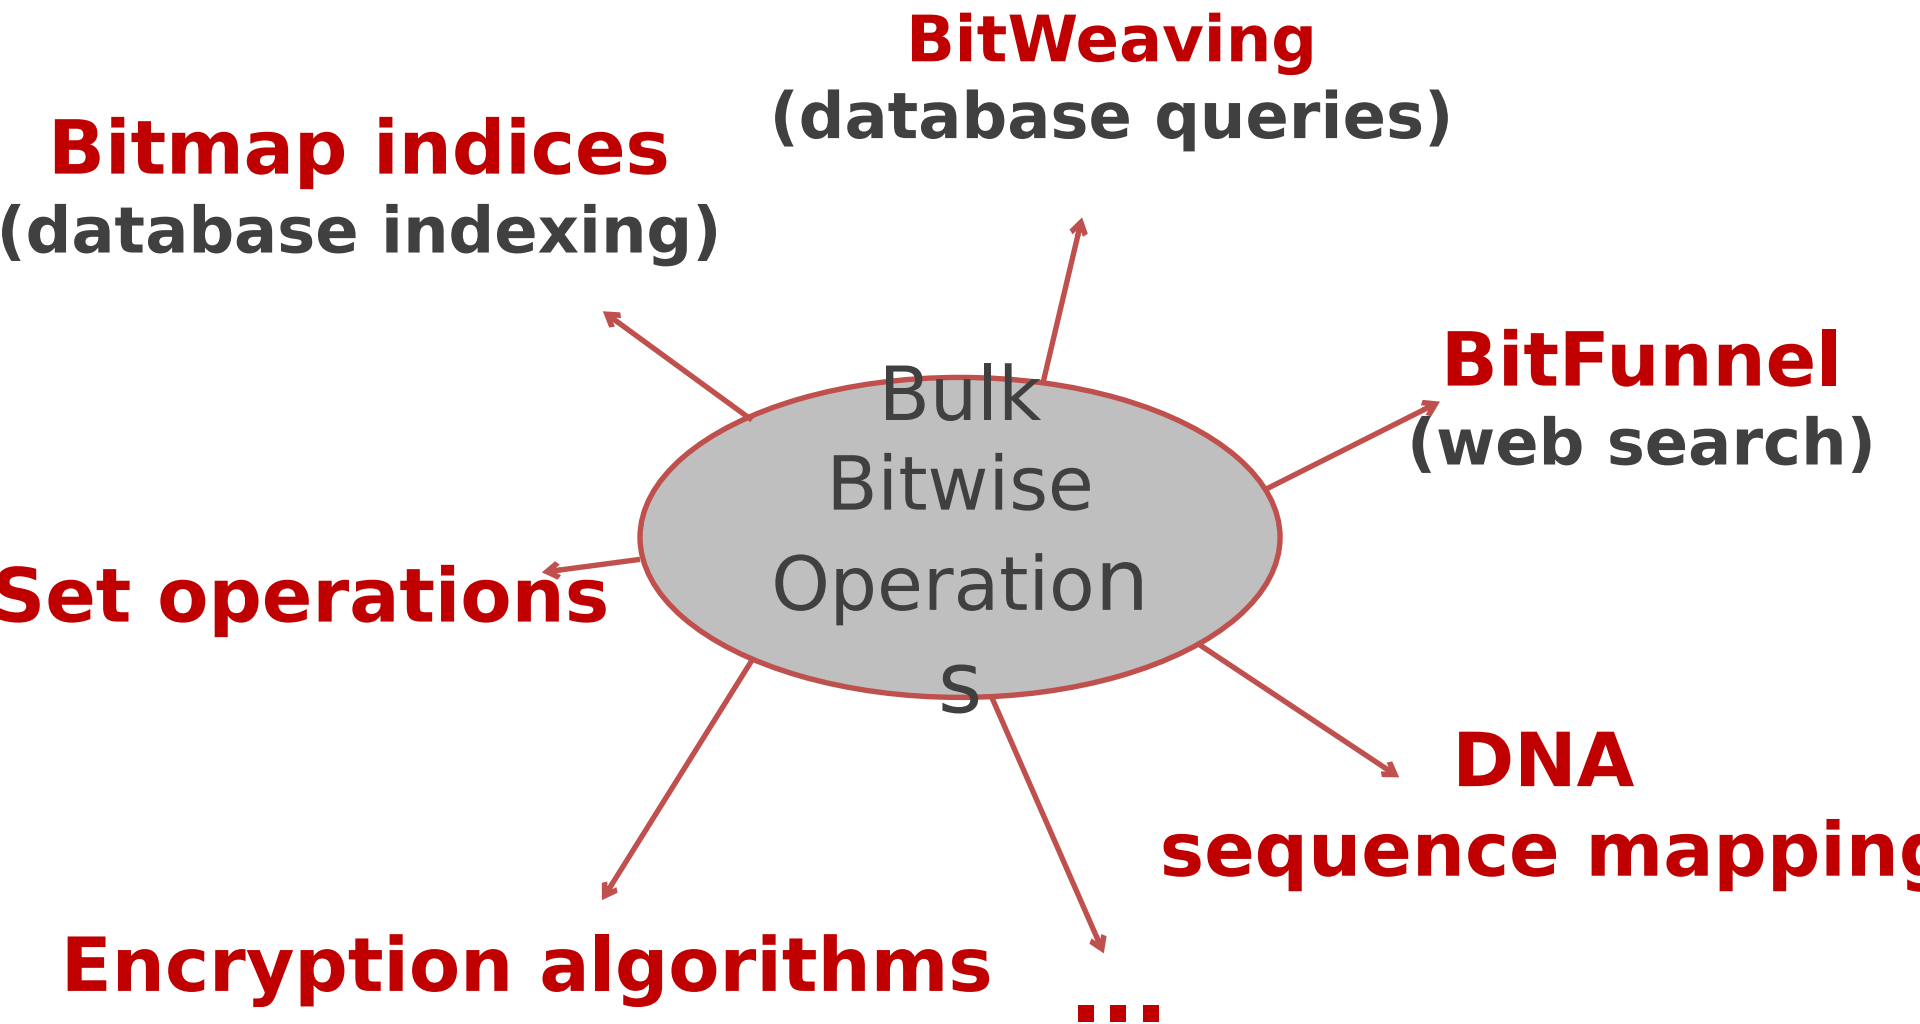 BitWeaving
(database queries)
Bitmap indices
(database indexing)
BitFunnel
(web search)
Bulk
Bitwise
Operation
s
Set operations
DNA
sequence mapping
Encryption algorithms
...